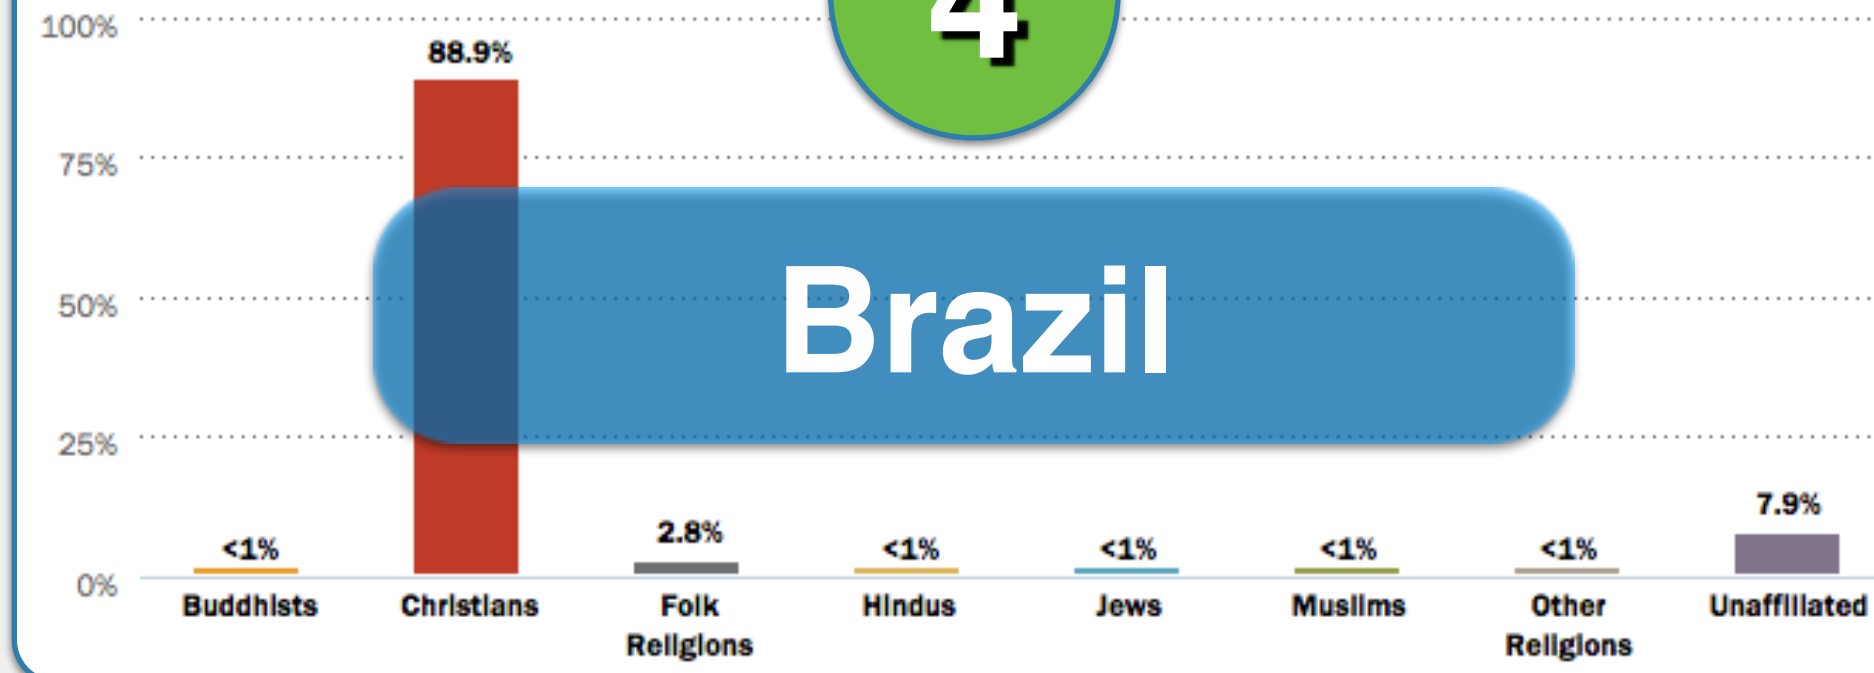 4
100%
88.9%
75%
Brazil
50%
25%
7.9%
2.8%
<1%
<1%
<1%
<1%
<1%
0%
Buddhists
Christians
Folk
Religions
Hindus
Jews
Muslims
Other
Religions
Unaffiliated